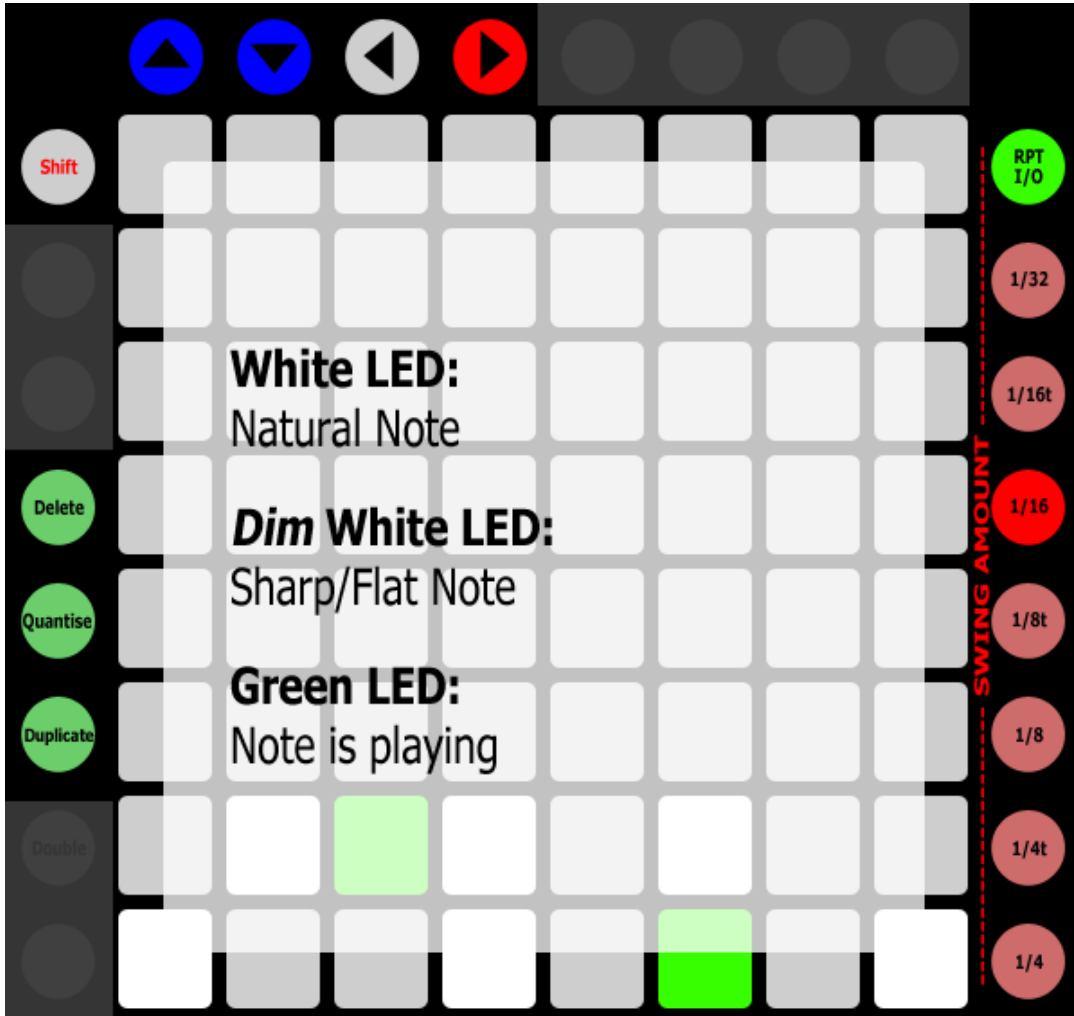 Shift
RPT
I/O
1/32
White LED:
Natural Note
1/16t
Delete
Dim White LED:
Sharp/Flat Note
1/16
SWING AMOUNT
Quantise
1/8t
Green LED:
Note is playing
Duplicate
1/8
Double
1/4t
1/4